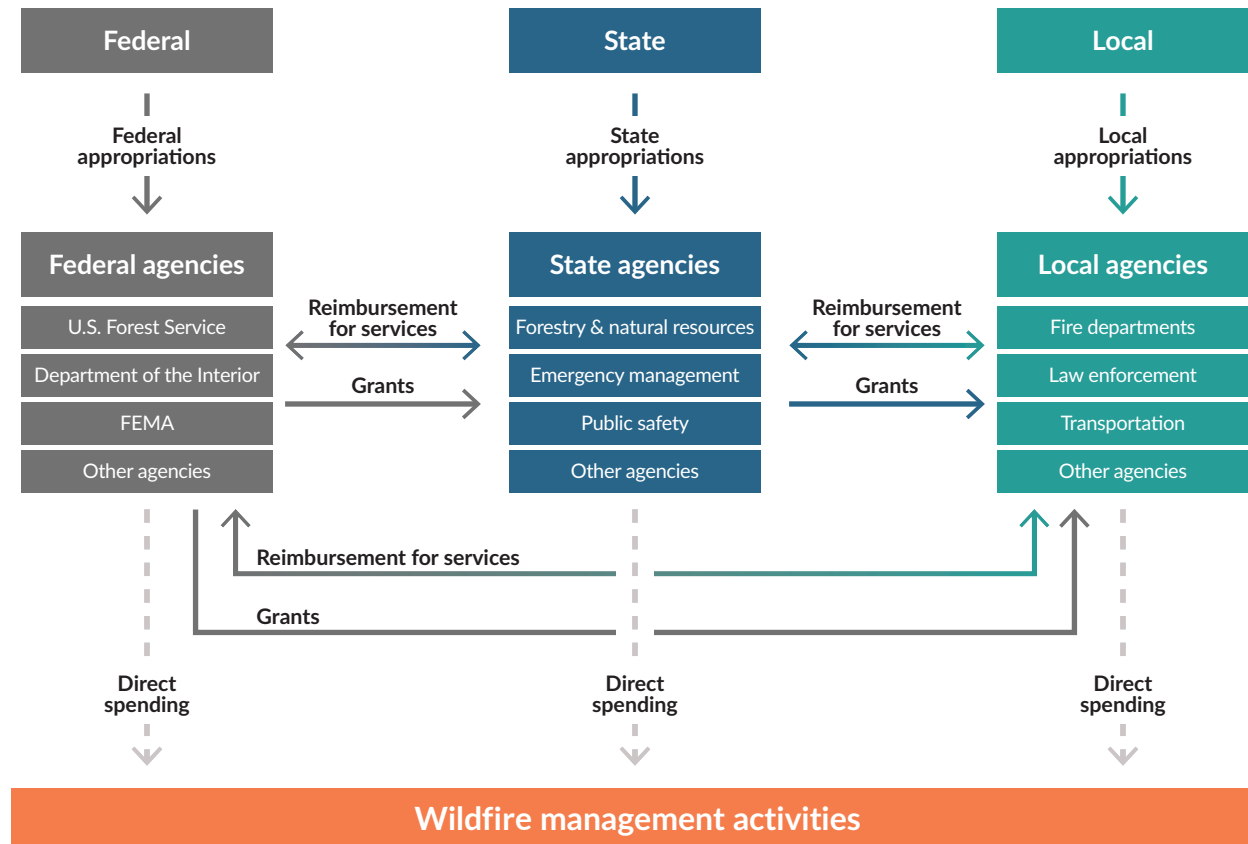 Federal
State
Local
Federal
appropriations
State
appropriations
Local
appropriations
Federal agencies
U.S. Forest Service
Department of the Interior
FEMA
Other agencies
Reimbursement
for services
Grants
State agencies
Forestry & natural resources
Emergency management
Public safety
Other agencies
Reimbursement
for services
Grants
Local agencies
Fire departments
Law enforcement
Transportation
Other agencies
Reimbursement for services
Grants
Direct
spending
Direct
spending
Direct
spending
Wildfire management activities